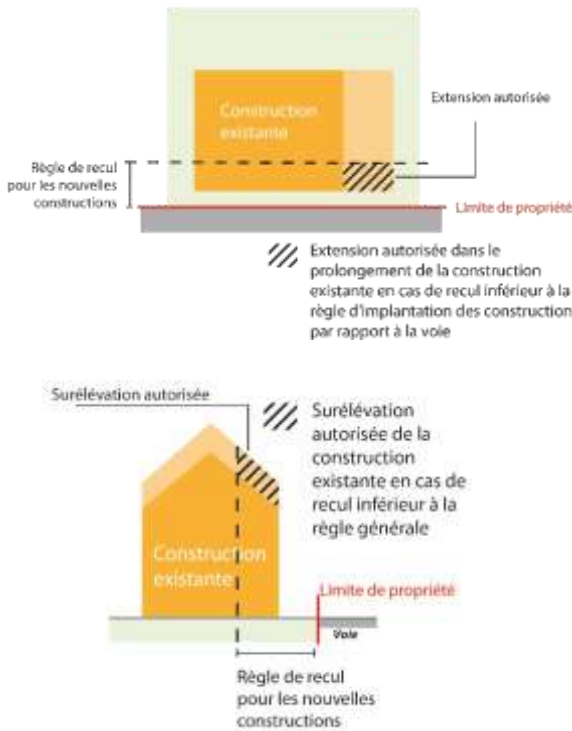 Construction
existante
Extension autorisée
Règle de recul
pour les nouvelles
constructions
Limite de propriété
Extension autorisée dans le
prolongement de la construction
existante en cas de recul inférieur à la
règle d'implantation des construction
par rapport à la voie
Surélévation autorisée
Surélévation
autorisée de la
construction
existante en cas de
recul inférieur à la
règle générale
Construction
existante
Limite de propriété
Voie
Règle de recul
pour les nouvelles
constructions